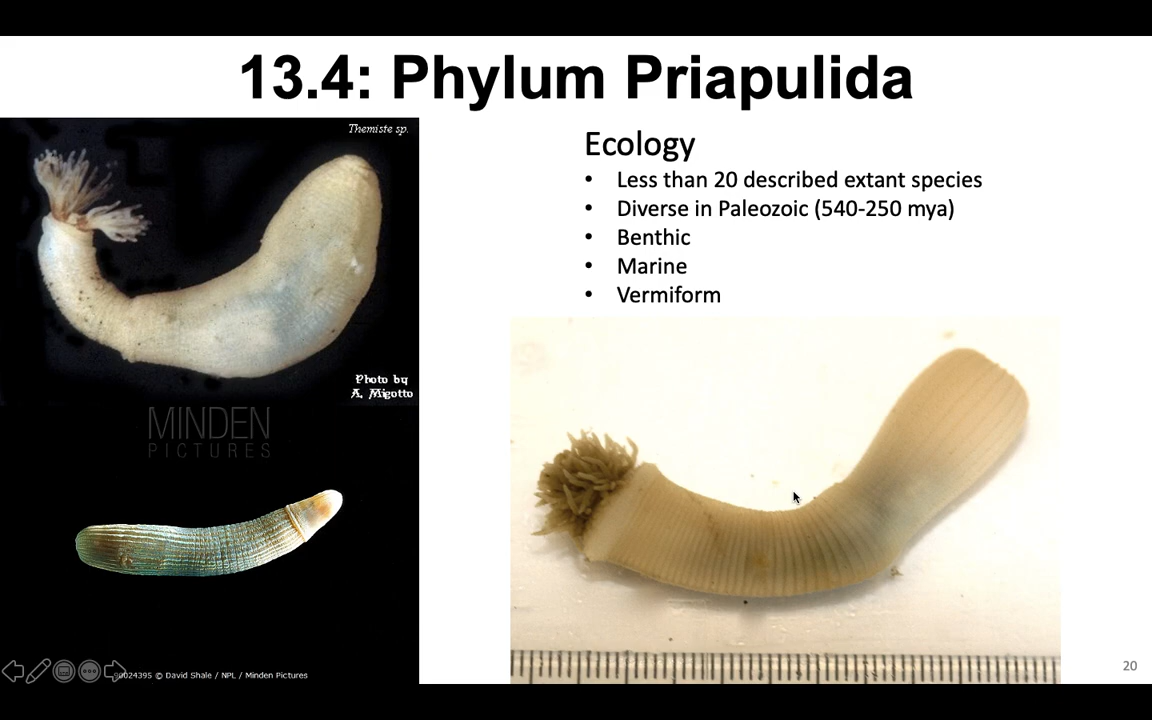 13.4: Phylum Priapulida
Themiste sp.
Photo by
A. Migotto
MINDEN
PICTURES
90024395 © David Shale / NPL / Minden Pictures
Ecology
• Less than 20 described extant species
• Diverse in Paleozoic (540-250 mya)
• Benthic
• Marine
• Vermiform
20